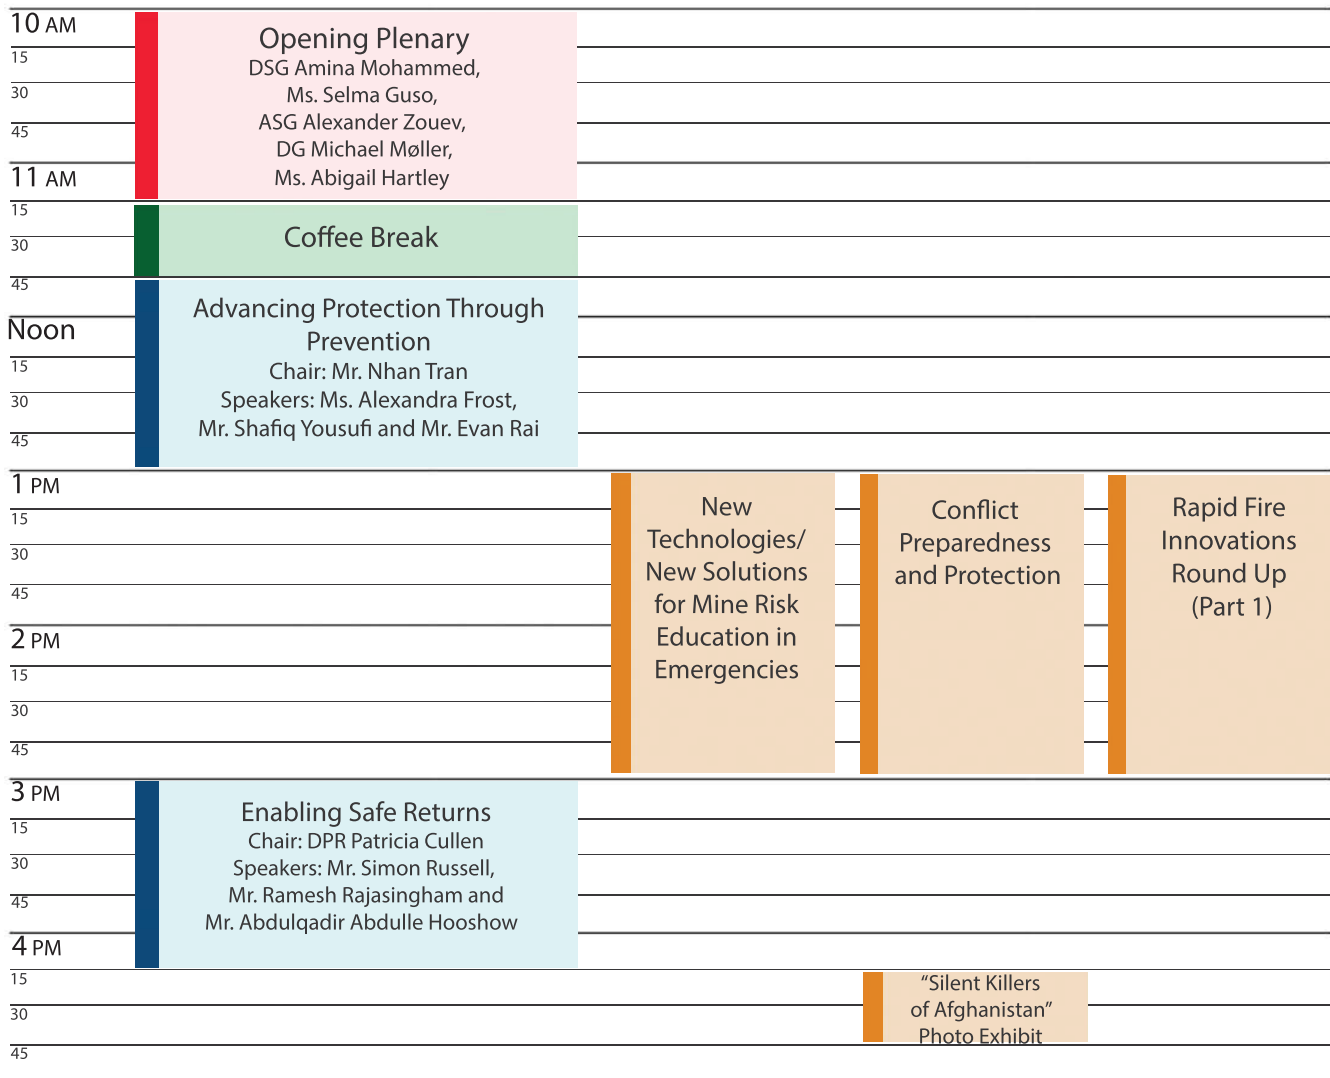 10 AM
Opening Plenary
15
DSG Amina Mohammed,
30
Ms. Selma Guso,
ASG Alexander Zouev,
45
DG Michael Møller,
11 AM
Ms. Abigail Hartley
15
Coffee Break
30
45
Advancing Protection Through
Prevention
Noon
15
Chair: Mr. Nhan Tran
30
Speakers: Ms. Alexandra Frost,
Mr. Shafiq Yousufi and Mr. Evan Rai
45
1 PM
15
30
45
2 PM
15
30
45
New
Technologies/
New Solutions
for Mine Risk
Education in
Emergencies
Conflict
Preparedness
and Protection
Rapid Fire
Innovations
Round Up
(Part 1)
3 PM
Enabling Safe Returns
15
Chair: DPR Patricia Cullen
30
Speakers: Mr. Simon Russell,
Mr. Ramesh Rajasingham and
45
Mr. Abdulqadir Abdulle Hooshow
4 PM
15
“Silent Killers
of Afghanistan”
30
Photo Exhibit
45